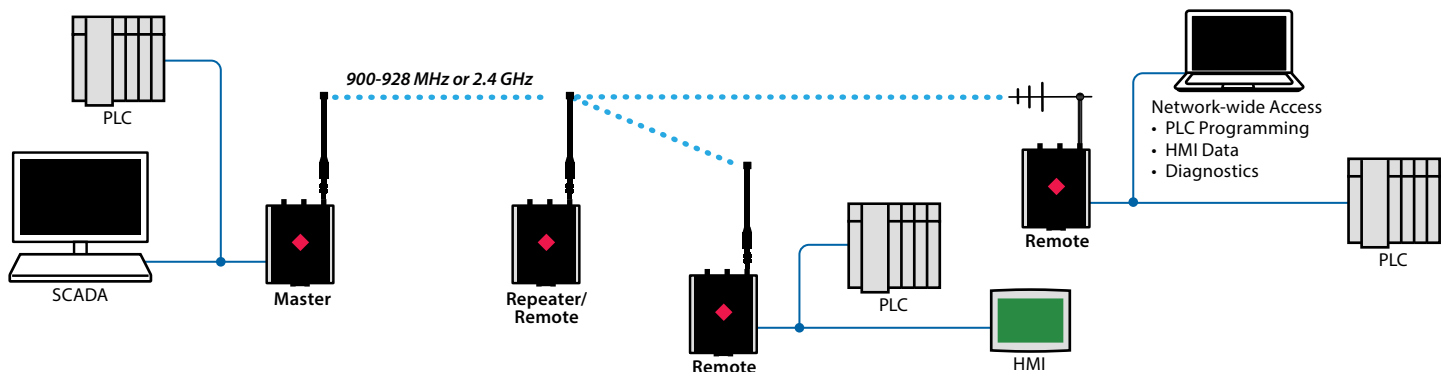 PLC
SCADA
900-928 MHz or 2.4 GHz
Master
Repeater/
Remote
Remote
PLC
HMI
Remote
Network-wide Access
• PLC Programming
• HMI Data
• Diagnostics
PLC